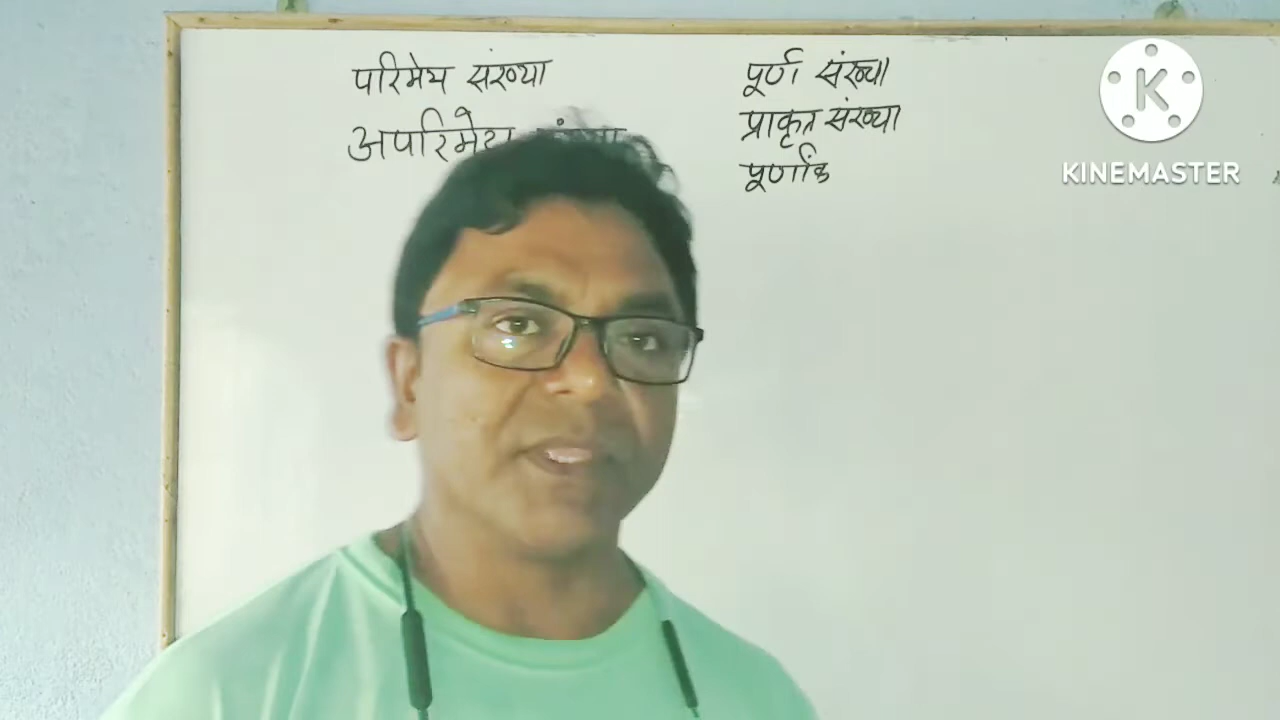 परिमेय संख्या
अपरिमेय संख्या
पूर्ण संख्या
प्राकृत संख्या
पूर्णांक
K
KINEMASTER